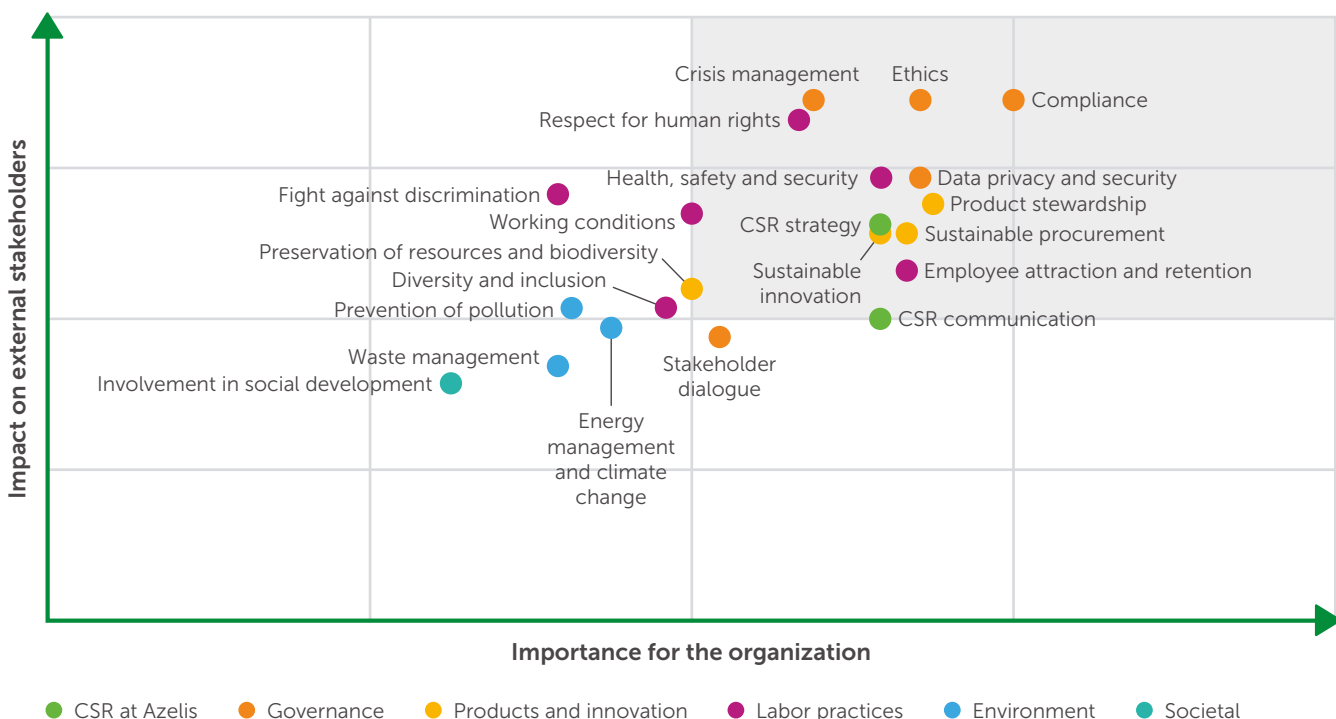 Impact on external stakeholders
Crisis management
Ethics
Compliance
Respect for human rights
Health, safety and security
Data privacy and security
Fight against discrimination
Product stewardship
Working conditions
CSR strategy
Sustainable procurement
Preservation of resources and biodiversity
Sustainable
innovation
Employee attraction and retention
Diversity and inclusion
Prevention of pollution
CSR communication
Waste management
Stakeholder
dialogue
Involvement in social development
Energy
management
and climate
change
Importance for the organization
CSR at Azelis
Governance
Products and innovation
Labor practices
Environment
Societal